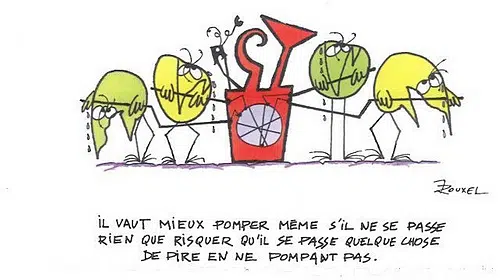 ROUXEL
IL VAUT MIEUX POMPER MÊME S'IL NE SE PASSE
RIEN QUE RISQUER QU'IL SE PASSE QUELQUE CHOSE
DE PIRE EN NE POMPANT PAS.